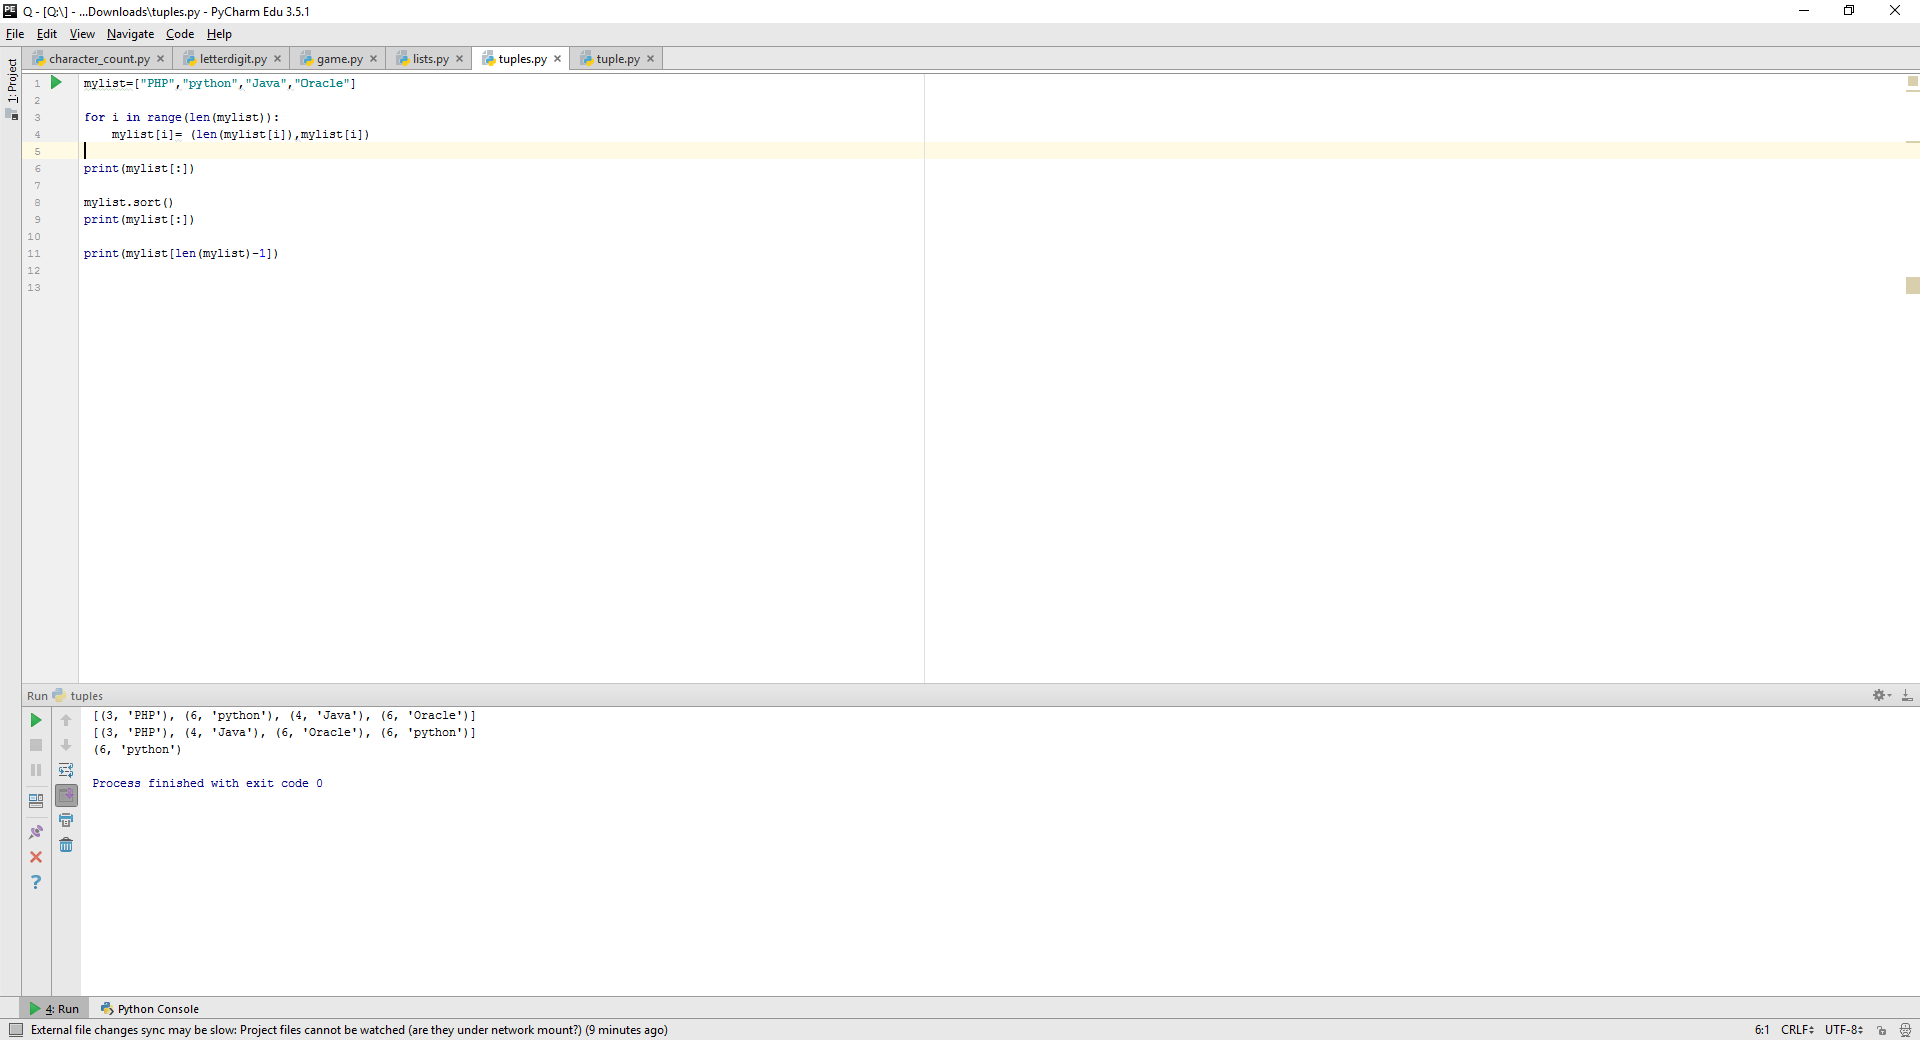 PE Q - [Q:\] - ...Downloads\tuples.py - PyCharm Edu 3.5.1
File Edit View Navigate Code Help
1: Project
character_count.py letterdigit.py game.py lists.py tuples.py tuple.py
1 mylist=["PHP","python","Java","Oracle"]
2
3 for i in range(len(mylist)):
4     mylist[i]= (len(mylist[i]),mylist[i])
5
6 print(mylist[:])
7
8 mylist.sort()
9 print(mylist[:])
10
11 print(mylist[len(mylist)-1])
12
13
Run tuples
[(3, 'PHP'), (6, 'python'), (4, 'Java'), (6, 'Oracle')]
[(3, 'PHP'), (4, 'Java'), (6, 'Oracle'), (6, 'python')]
(6, 'python')
Process finished with exit code 0
4: Run Python Console
External file changes sync may be slow: Project files cannot be watched (are they under network mount?) (9 minutes ago) 6:1 CRLF UTF-8